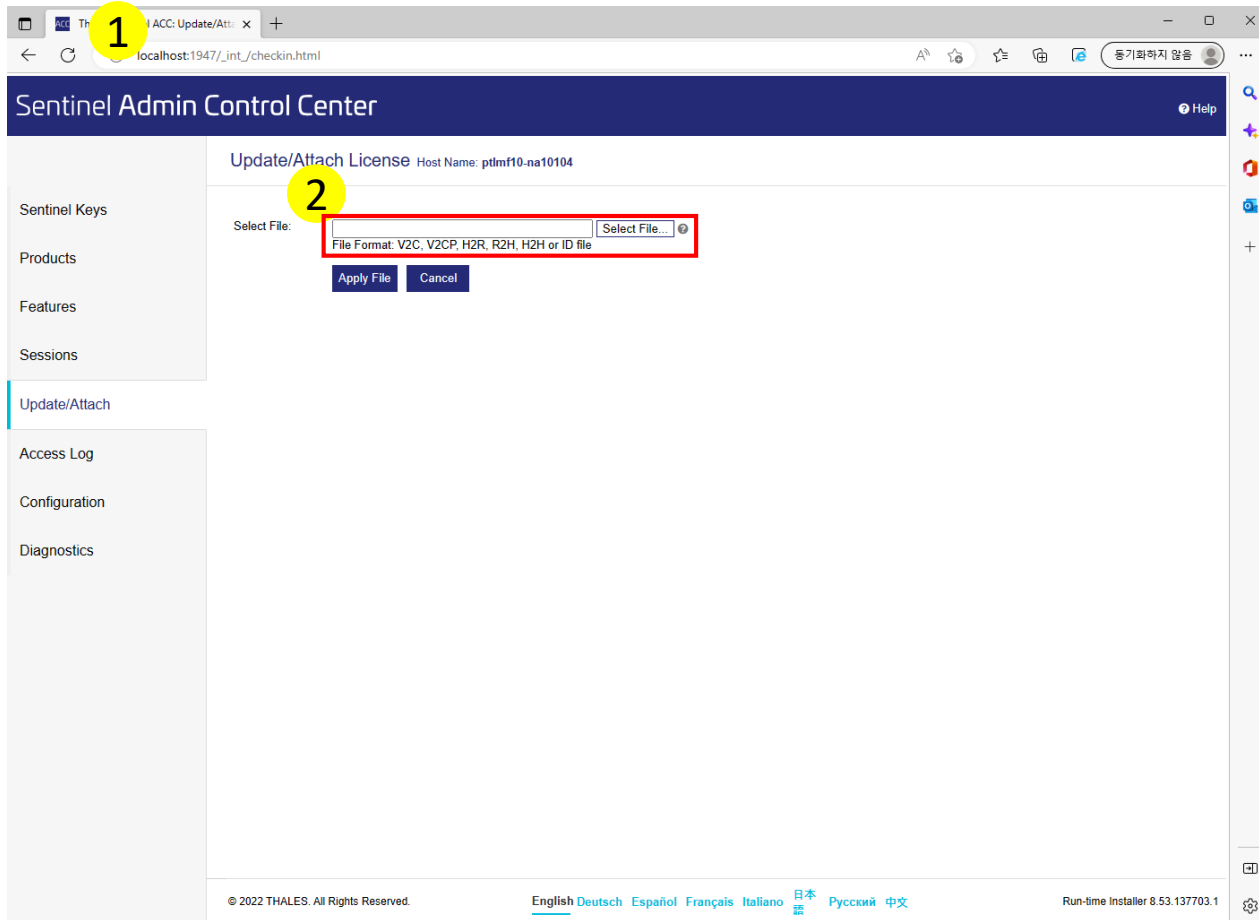 1
ACC: Update/Att
localhost:1947/_int_/checkin.html
동기화하지 않음
Sentinel Admin Control Center
Help
Update/Attach License Host Name: ptlmf10-na10104
2
Sentinel Keys
Products
Features
Sessions
Update/Attach
Access Log
Configuration
Diagnostics
Select File:
Select File...
File Format: V2C, V2CP, H2R, R2H, H2H or ID file
Apply File Cancel
© 2022 THALES. All Rights Reserved.
English Deutsch Español Français Italiano 日本語 Русский 中文
Run-time Installer 8.53.137703.1